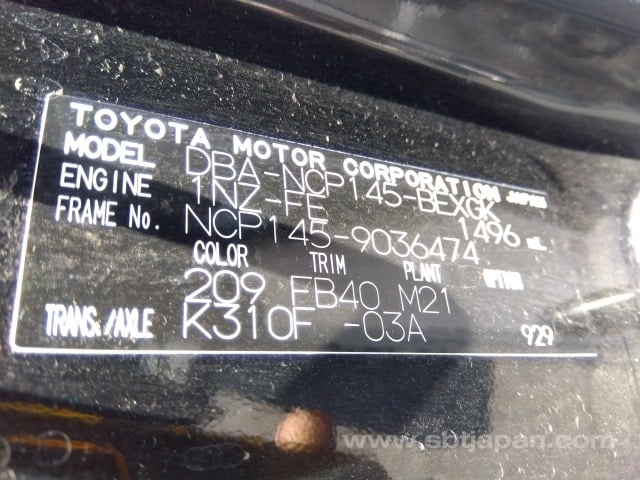 TOYOTA MOTOR CORPORATION JAPAN
MODEL DBA-NCP145-BEXGK
ENGINE 1NZ-FE 1496 mL
FRAME No. NCP145-9036474
COLOR TRIM PLANT OPTION
209 FB40 M21
TRANS./AXLE K310F -03A 929
www.sbtjapan.com